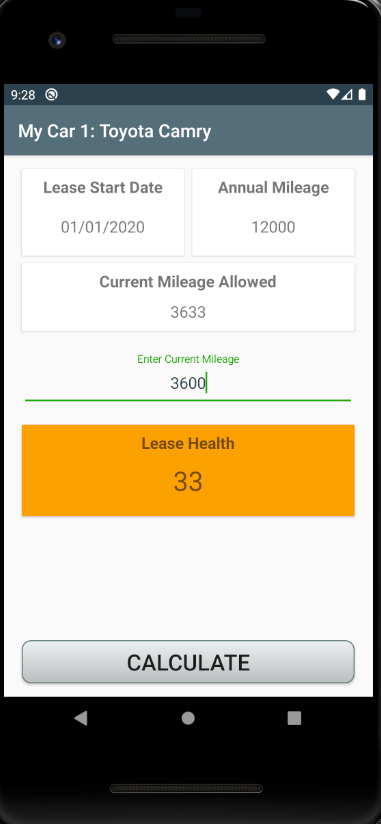 9:28
My Car 1: Toyota Camry
Lease Start Date
Annual Mileage
01/01/2020
12000
Current Mileage Allowed
3633
Enter Current Mileage
3600
Lease Health
33
CALCULATE